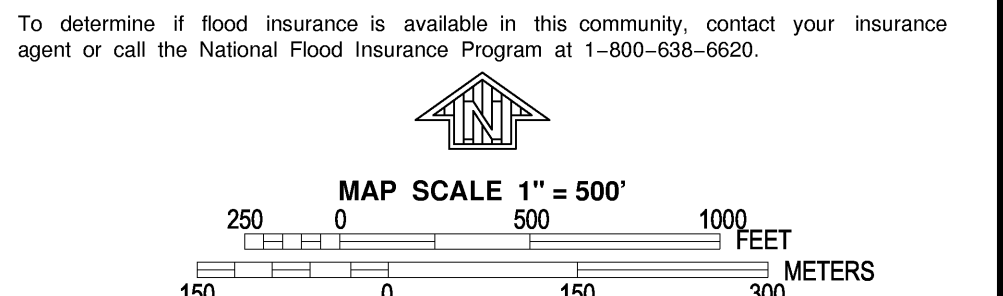 To determine if flood insurance is available in this community, contact your insurance
agent or call the National Flood Insurance Program at 1–800–638–6620.
N
MAP SCALE 1" = 500'
250 0 500 1000
FEET
METERS
150 0 150 300